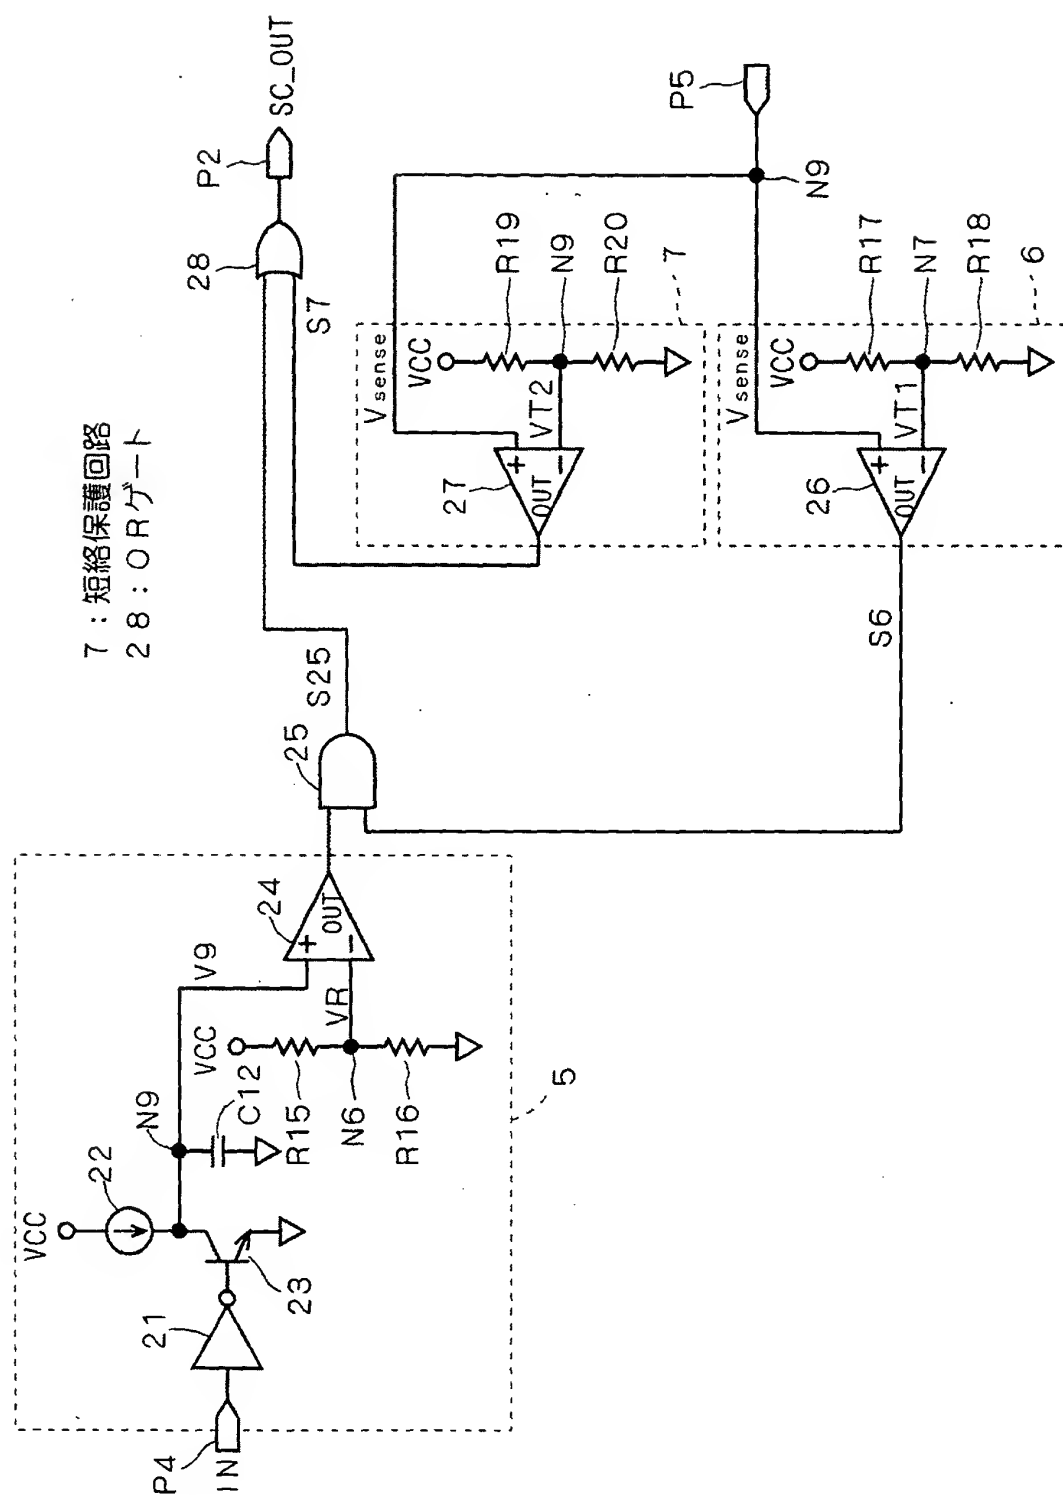 7：短絡保護回路
28：ORゲート
P4
IN
21
VCC
22
23
N9
C12
V9
VCC
R15
N6
R16
VR
24
+
−
OUT
5
25
S25
S7
28
P2
SC_OUT
S6
27
+
−
OUT
Vsense
VT2
VCC
R19
N9
R20
7
26
+
−
OUT
Vsense
VT1
VCC
R17
N7
R18
6
N9
P5